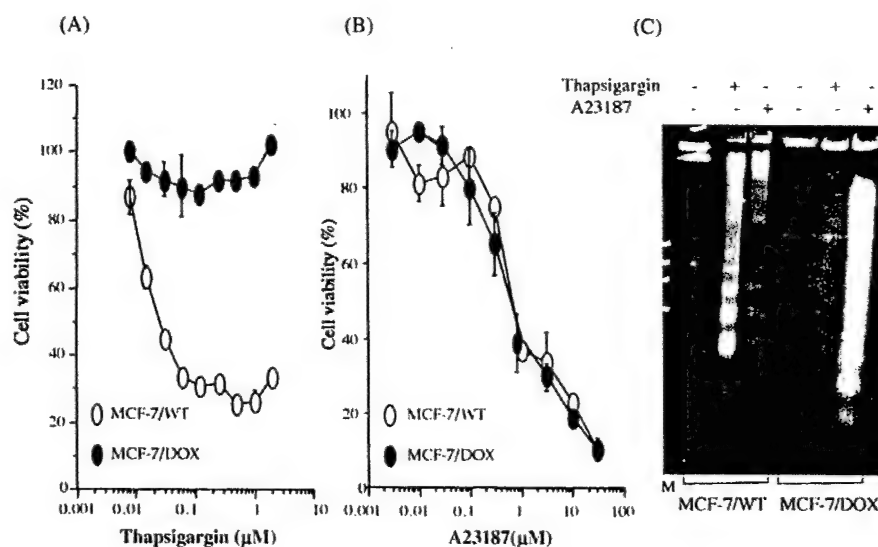 (A)
(B)
(C)
120
100
80
60
40
20
0
Cell viability (%)
MCF-7/WT
MCF-7/DOX
0.001 0.01 0.1 1 10
Thapsigargin (µM)
100
80
60
40
20
0
Cell viability (%)
MCF-7/WT
MCF-7/DOX
0.001 0.01 0.1 1 10 100
A23187(µM)
Thapsigargin - + - - + -
A23187 - - + - - +
M
MCF-7/WT MCF-7/DOX